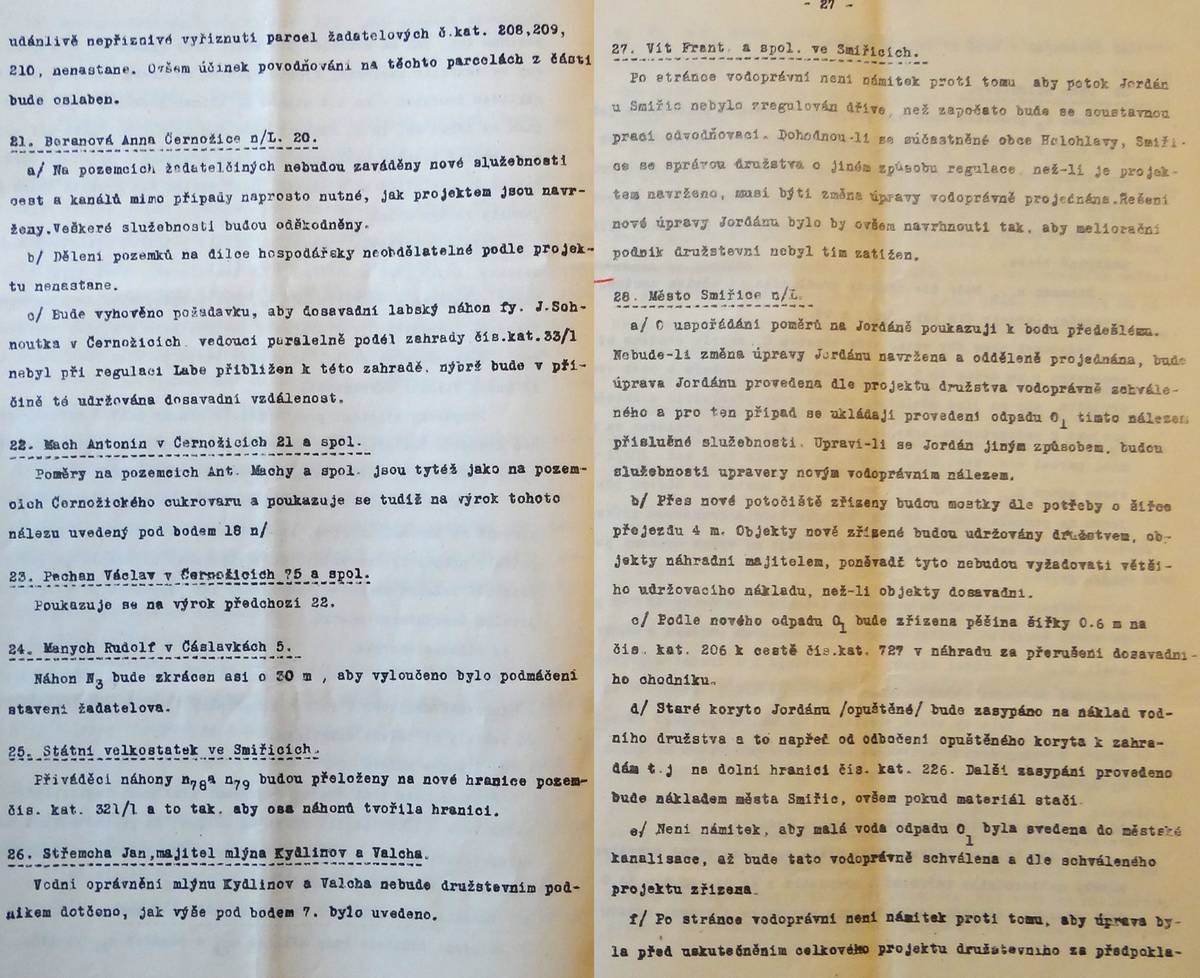 udánlivě nepříznivé vyříznutí parcel žadatelových č.kat. 208,209,
210, nenastane. Ovšem účinek povodňování na těchto parcelách z části
bude oslaben.
21. Beranová Anna Černožice n/L. 20.
a/ Na pozemcích žadatelčiných nebudou zaváděny nové služebnosti
cest a kanálů mimo případy naprosto nutné, jak projektem jsou navr-
ženy.Veškeré služebnosti budou odškodněny.
b/ Dělení pozemků na dílce hospodářsky neobdělatelné podle projek-
tu nenastane.
c/ Bude vyhověno požadavku, aby dosavadní labský náhon fy. J.Soh-
noutka v Černožicích vedoucí paralelně podél zahrady čís.kat.33/1
nebyl při regulaci Labe přibližen k této zahradě, nýbrž bude v pří-
čině té udržována dosavadní vzdálenost.
22. Mach Antonín v Černožicích 21 a spol.
Poměry na pozemcích Ant. Machy a spol. jsou tytéž jako na pozem-
cích Černožického cukrovaru a poukazuje se tudíž na výrok tohoto
nálezu uvedený pod bodem 18 n/
23. Pechan Václav v Černožicích 75 a spol.
Poukazuje se na výrok předchozí 22.
24. Manych Rudolf v Čáslavkách 5.
Náhon N3 bude zkrácen asi o 30 m , aby vyloučeno bylo podmáčení
stavení žadatelova.
25. Státní velkostatek ve Smiřicích.
Přiváděcí náhony n78a n79 budou přeloženy na nové hranice pozem-
čís. kat. 321/1 a to tak, aby osa náhonů tvořila hranici.
26. Střemcha Jan,majitel mlýna Kydlinov a Valcha.
Vodní oprávnění mlýnu Kydlinov a Valcha nebude družstevním pod-
nikem dotčeno, jak výše pod bodem 7. bylo uvedeno.
- 27 -
27. Vít Frant. a spol. ve Smiřicích.
Po stránce vodoprávní není námitek proti tomu aby potok Jordán
u Smiřic nebylo zregulován dříve, než započato bude se soustavnou
prací odvodňovací. Dohodnou-li se súčastněné obce Holohlavy, Smiři-
ce se správou družstva o jiném způsobu regulace než-li je projek-
tem navrženo, musí býti změna úpravy vodoprávně projednána.Řešení
nové úpravy Jordánu bylo by ovšem navrhnouti tak, aby meliorační
podnik družstevní nebyl tím zatížen.
28. Město Smiřice n/L.
a/ O uspořádání poměrů na Jordáně poukazuji k bodu předešlému.
Nebude-li změna úpravy Jordánu navržena a odděleně projednána, bude
úprava Jordánu provedena dle projektu družstva vodoprávně schvále-
ného a pro ten případ se ukládají provedení odpadu O1 tímto nálezem
příslušné služebnosti. Upraví-li se Jordán jiným způsobem, budou
služebnosti upravery novým vodoprávním nálezem.
b/ Přes nové potočiště zřízeny budou mostky dle potřeby o šířce
přejezdu 4 m. Objekty nově zřízené budou udržovány družstvem, ob-
jekty náhradní majitelem, poněvadž tyto nebudou vyžadovati větší-
ho udržovacího nákladu, než-li objekty dosavadní.
c/ Podle nového odpadu O1 bude zřízena pěšina šířky 0.6 m na
čís. kat. 206 k cestě čís.kat. 727 v náhradu za přerušení dosavadní-
ho chodníku.
d/ Staré koryto Jordánu /opuštěné/ bude zasypáno na náklad vod-
ního družstva a to napřed od odbočení opuštěného koryta k zahra-
dám t.j na dolní hranici čís. kat. 226. Další zasypání provedeno
bude nákladem města Smiřic, ovšem pokud materiál stačí.
e/ Není námitek, aby malá voda odpadu O1 byla svedena do městské
kanalisace, až bude tato vodoprávně schválena a dle schváleného
projektu zřízena.
f/ Po stránce vodoprávní není námitek proti tomu, aby úprava by-
la před uskutečněním celkového projektu družstevního za předpokla-